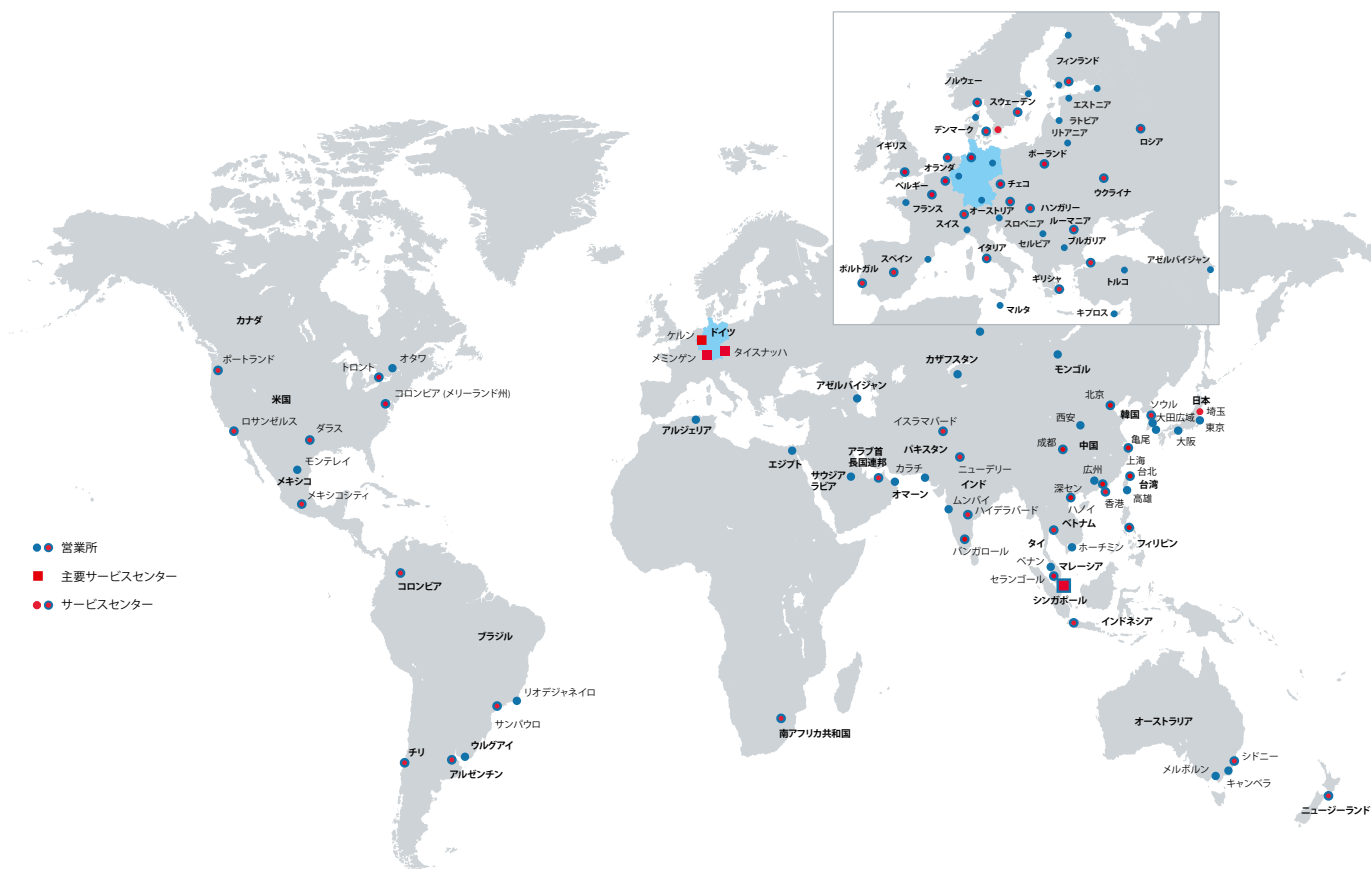 フィンランド
ノルウェー
スウェーデン
エストニア
デンマーク
ラトビア
リトアニア
ロシア
イギリス
オランダ
ポーランド
ベルギー
チェコ
ウクライナ
フランス
オーストリア
ハンガリー
スイス
スロベニア
ルーマニア
セルビア
ブルガリア
イタリア
アゼルバイジャン
ポルトガル
スペイン
ギリシャ
トルコ
マルタ
キプロス
カナダ
ポートランド
オタワ
トロント
コロンビア (メリーランド州)
米国
ロサンゼルス
ダラス
モンテレイ
メキシコ
メキシコシティ
営業所
主要サービスセンター
サービスセンター
コロンビア
ブラジル
リオデジャネイロ
サンパウロ
ウルグアイ
チリ
アルゼンチン
ケルン
ドイツ
メミンゲン
タイスナッハ
カザフスタン
モンゴル
アゼルバイジャン
アルジェリア
エジプト
サウジア
ラビア
アラブ首
長国連邦
オマーン
カラチ
イスラマバード
パキスタン
ニューデリー
インド
ムンバイ
ハイデラバード
バンガロール
北京
西安
成都
中国
韓国
ソウル
大田広域
亀尾
日本
埼玉
東京
大阪
上海
台北
台湾
高雄
広州
深セン
香港
ハノイ
ベトナム
タイ
ホーチミン
フィリピン
ペナン
マレーシア
セランゴール
シンガポール
インドネシア
南アフリカ共和国
オーストラリア
シドニー
メルボルン
キャンベラ
ニュージーランド